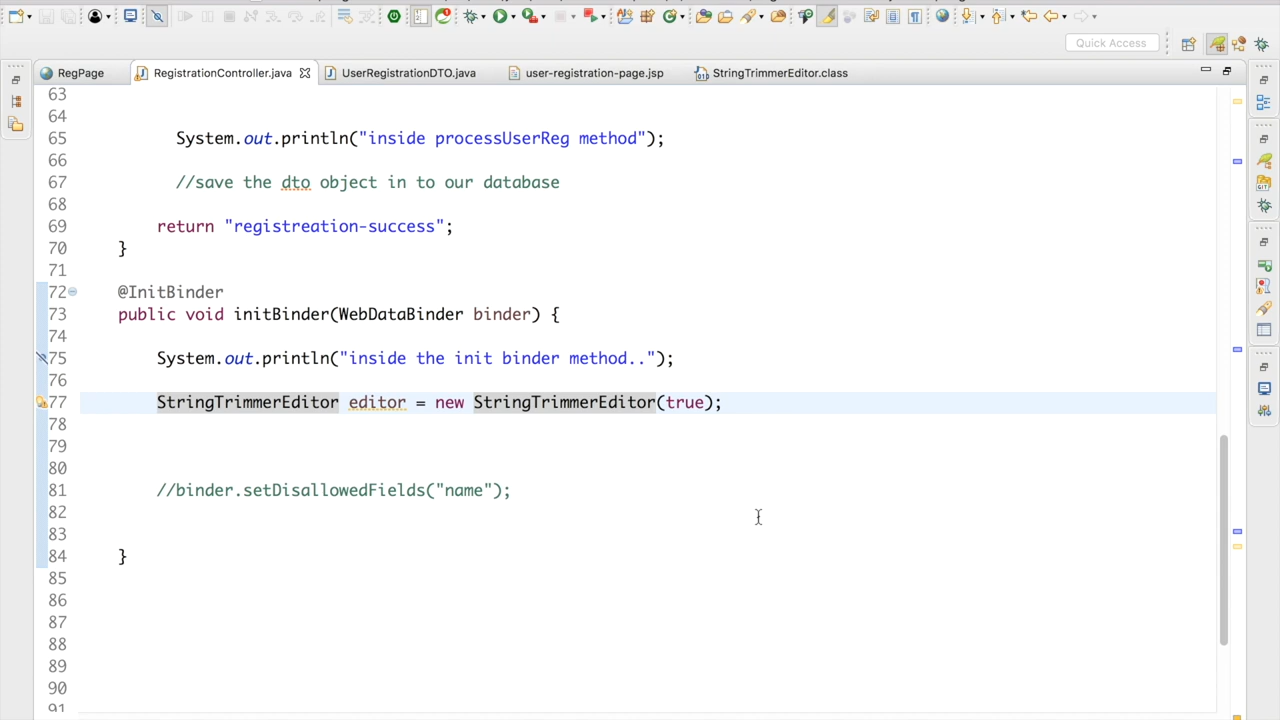 Quick Access
RegPage RegistrationController.java UserRegistrationDTO.java user-registration-page.jsp StringTrimmerEditor.class
63
64
65 System.out.println("inside processUserReg method");
66
67 //save the dto object in to our database
68
69 return "registreation-success";
70 }
71
72 @InitBinder
73 public void initBinder(WebDataBinder binder) {
74
75 System.out.println("inside the init binder method..");
76
77 StringTrimmerEditor editor = new StringTrimmerEditor(true);
78
79
80
81 //binder.setDisallowedFields("name");
82
83
84 }
85
86
87
88
89
90
91